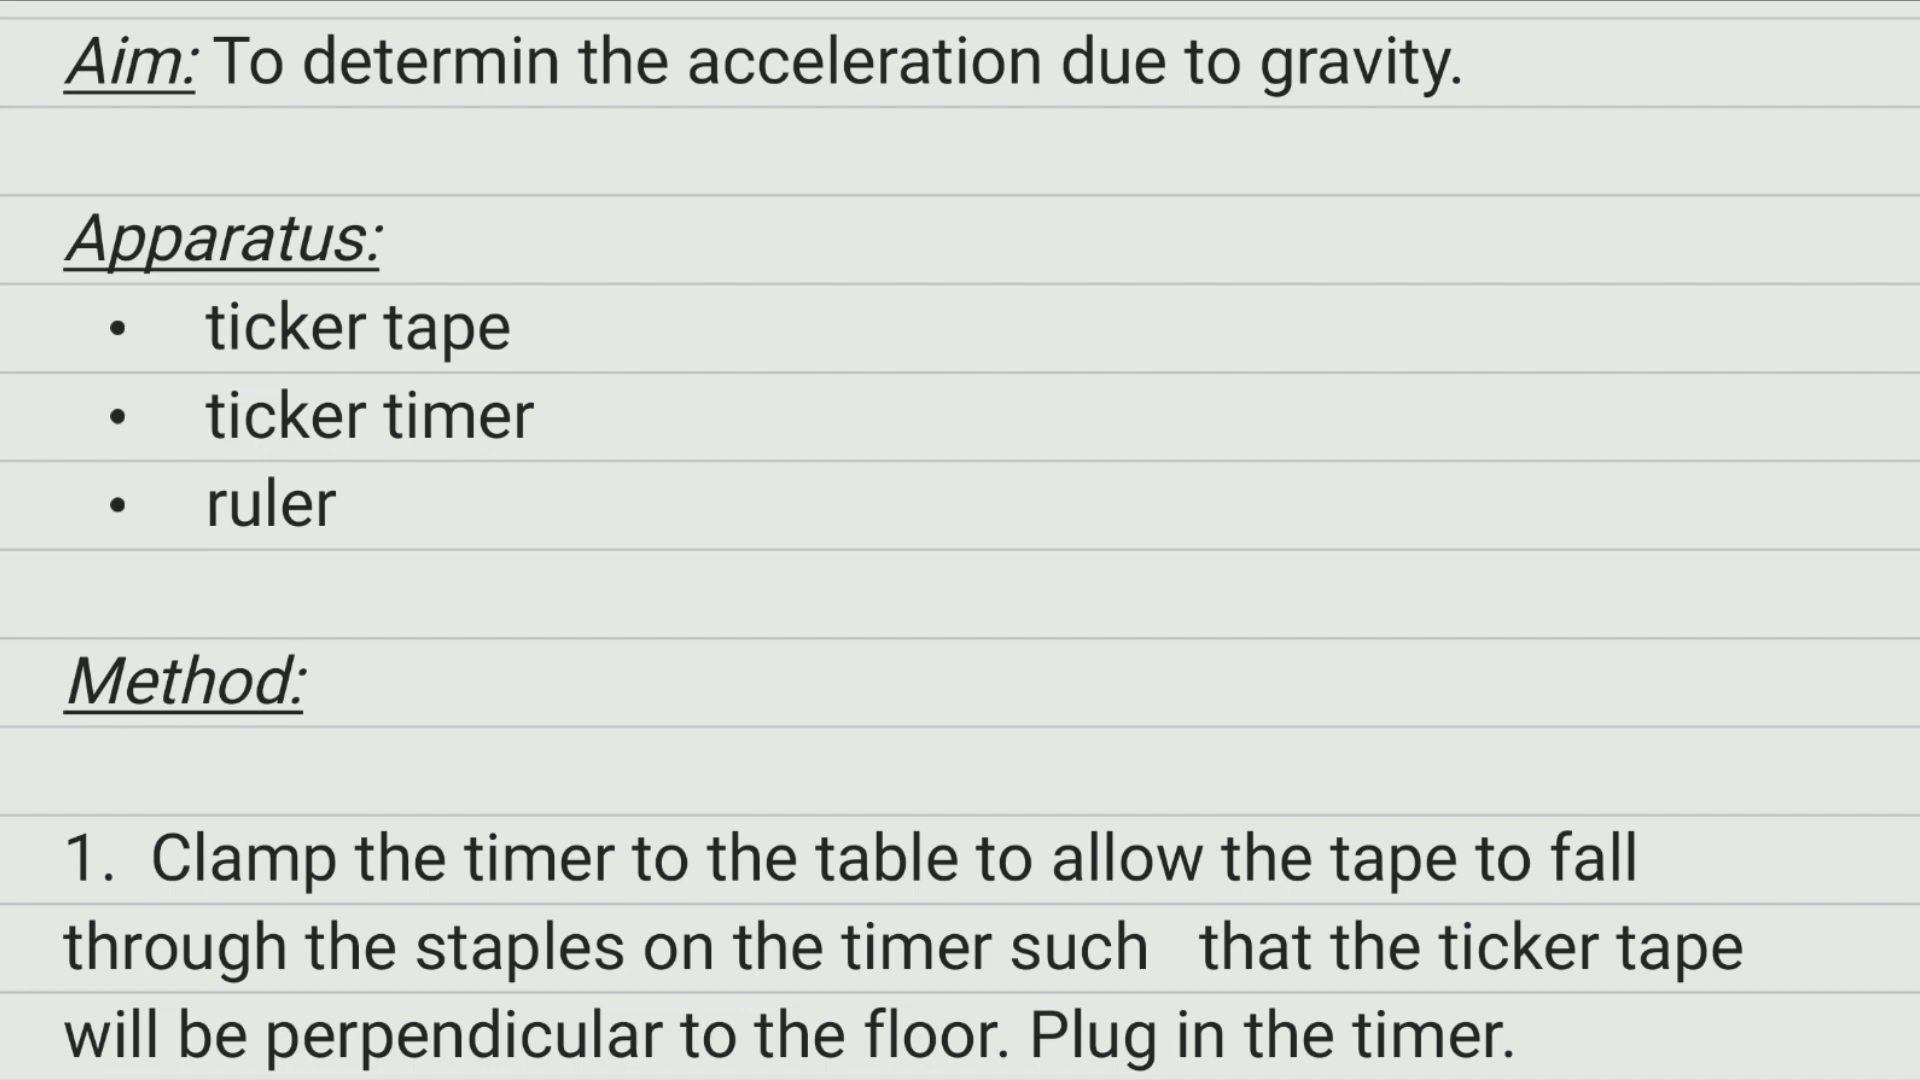 Aim: To determin the acceleration due to gravity.
Apparatus:
• ticker tape
• ticker timer
• ruler
Method:
1. Clamp the timer to the table to allow the tape to fall
through the staples on the timer such   that the ticker tape
will be perpendicular to the floor. Plug in the timer.